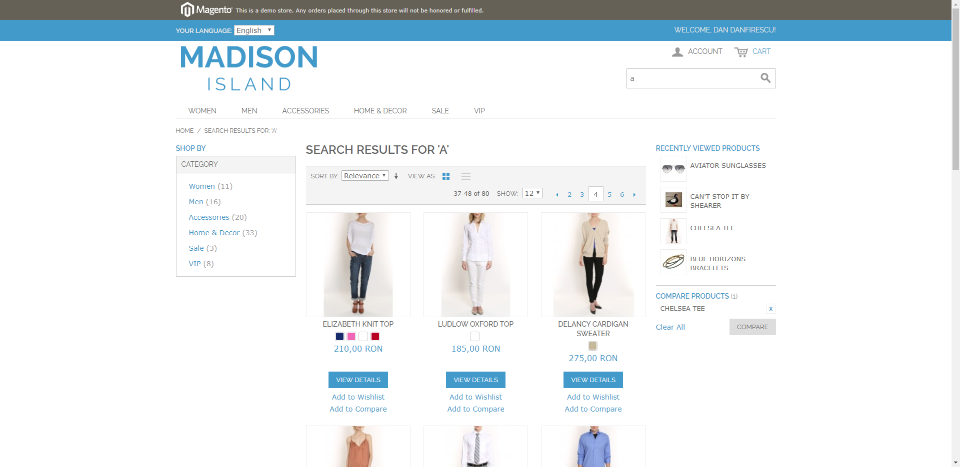 Magento® This is a demo store. Any orders placed through this store will not be honored or fulfilled.
YOUR LANGUAGE: English
WELCOME, DAN DANFIRESCU!
MADISON
ISLAND
ACCOUNT CART
a
WOMEN MEN ACCESSORIES HOME & DECOR SALE VIP
HOME / SEARCH RESULTS FOR: 'A'
SHOP BY
CATEGORY
Women (11)
Men (16)
Accessories (20)
Home & Decor (33)
Sale (3)
VIP (8)
SEARCH RESULTS FOR 'A'
SORT BY Relevance VIEW AS
37-48 of 80 SHOW: 12 2 3 4 5 6
ELIZABETH KNIT TOP
210,00 RON
VIEW DETAILS
Add to Wishlist
Add to Compare
LUDLOW OXFORD TOP
185,00 RON
VIEW DETAILS
Add to Wishlist
Add to Compare
DELANCY CARDIGAN
SWEATER
275,00 RON
VIEW DETAILS
Add to Wishlist
Add to Compare
RECENTLY VIEWED PRODUCTS
AVIATOR SUNGLASSES
CAN'T STOP IT BY
SHEARER
CHELSEA TEE
BLUE HORIZONS
BRACELETS
COMPARE PRODUCTS (1)
CHELSEA TEE x
Clear All COMPARE